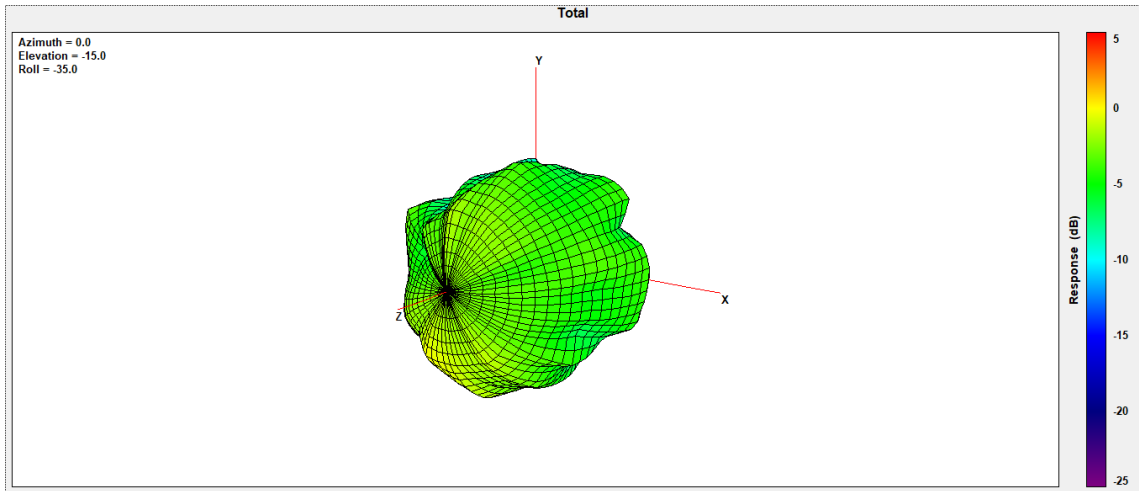 Total
Azimuth = 0.0
Elevation = -15.0
Roll = -35.0
Y
X
Z
5
0
-5
-10
-15
-20
-25
Response (dB)